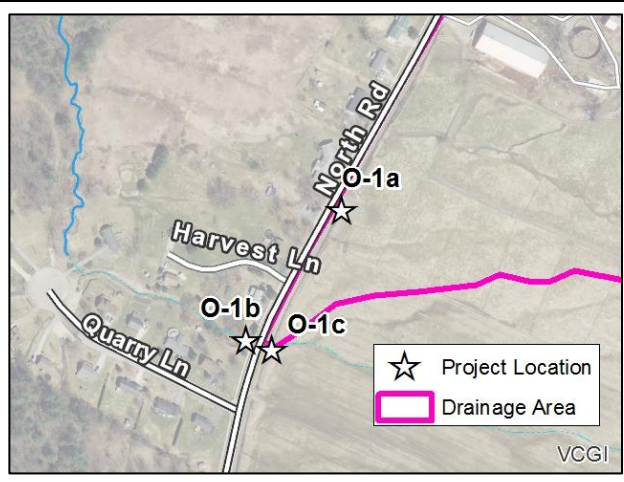 North Rd
O-1a
Harvest Ln
O-1b
O-1c
Quarry Ln
Project Location
Drainage Area
VCGI